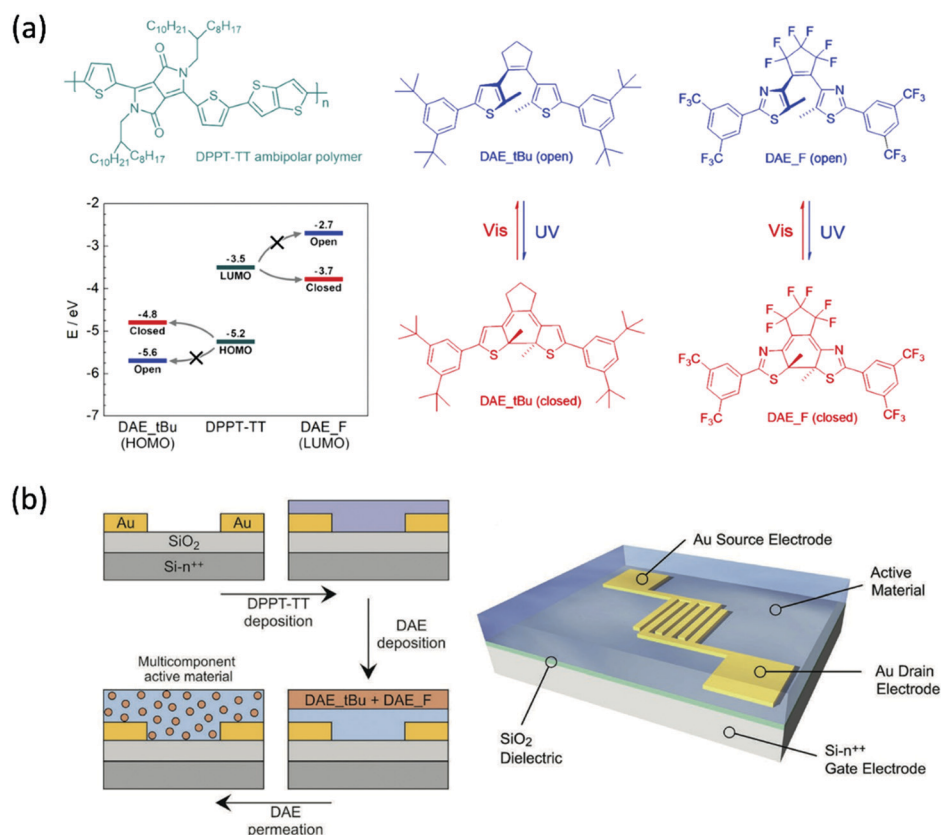 (a)
C10H21
C8H17
O
N
S
S
S
n
N
S
O
C10H21
C8H17
DPPT-TT ambipolar polymer
S
S
DAE_tBu (open)
F F
F F
F F
CF3
N
N
CF3
S
S
F3C
CF3
DAE_F (open)
Vis
UV
Vis
UV
S
S
DAE_tBu (closed)
F F
F F
F F
CF3
N
N
CF3
S
S
F3C
CF3
DAE_F (closed)
E / eV
-2
-3
-4
-5
-6
-7
-2.7
Open
-3.5
LUMO
-3.7
Closed
-4.8
Closed
-5.2
HOMO
-5.6
Open
DAE_tBu
(HOMO)
DPPT-TT
DAE_F
(LUMO)
(b)
Au
Au
SiO2
Si-n++
DPPT-TT
deposition
DAE
deposition
Multicomponent
active material
DAE_tBu + DAE_F
DAE
permeation
Au Source Electrode
Active
Material
Au Drain
Electrode
SiO2
Dielectric
Si-n++
Gate Electrode